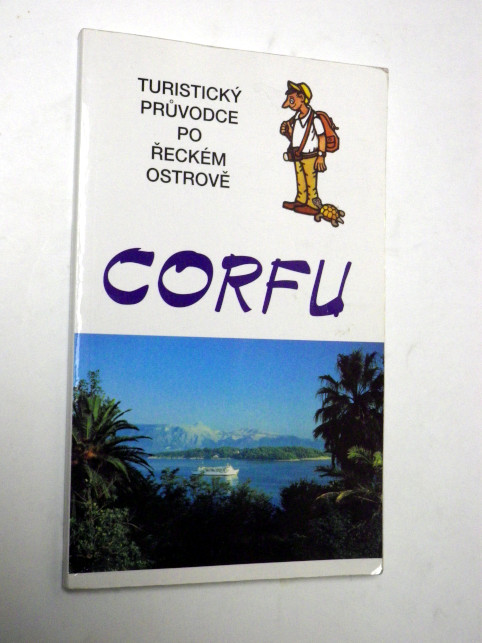 TURISTICKÝ
PRŮVODCE
PO
ŘECKÉM
OSTROVĚ
CORFU